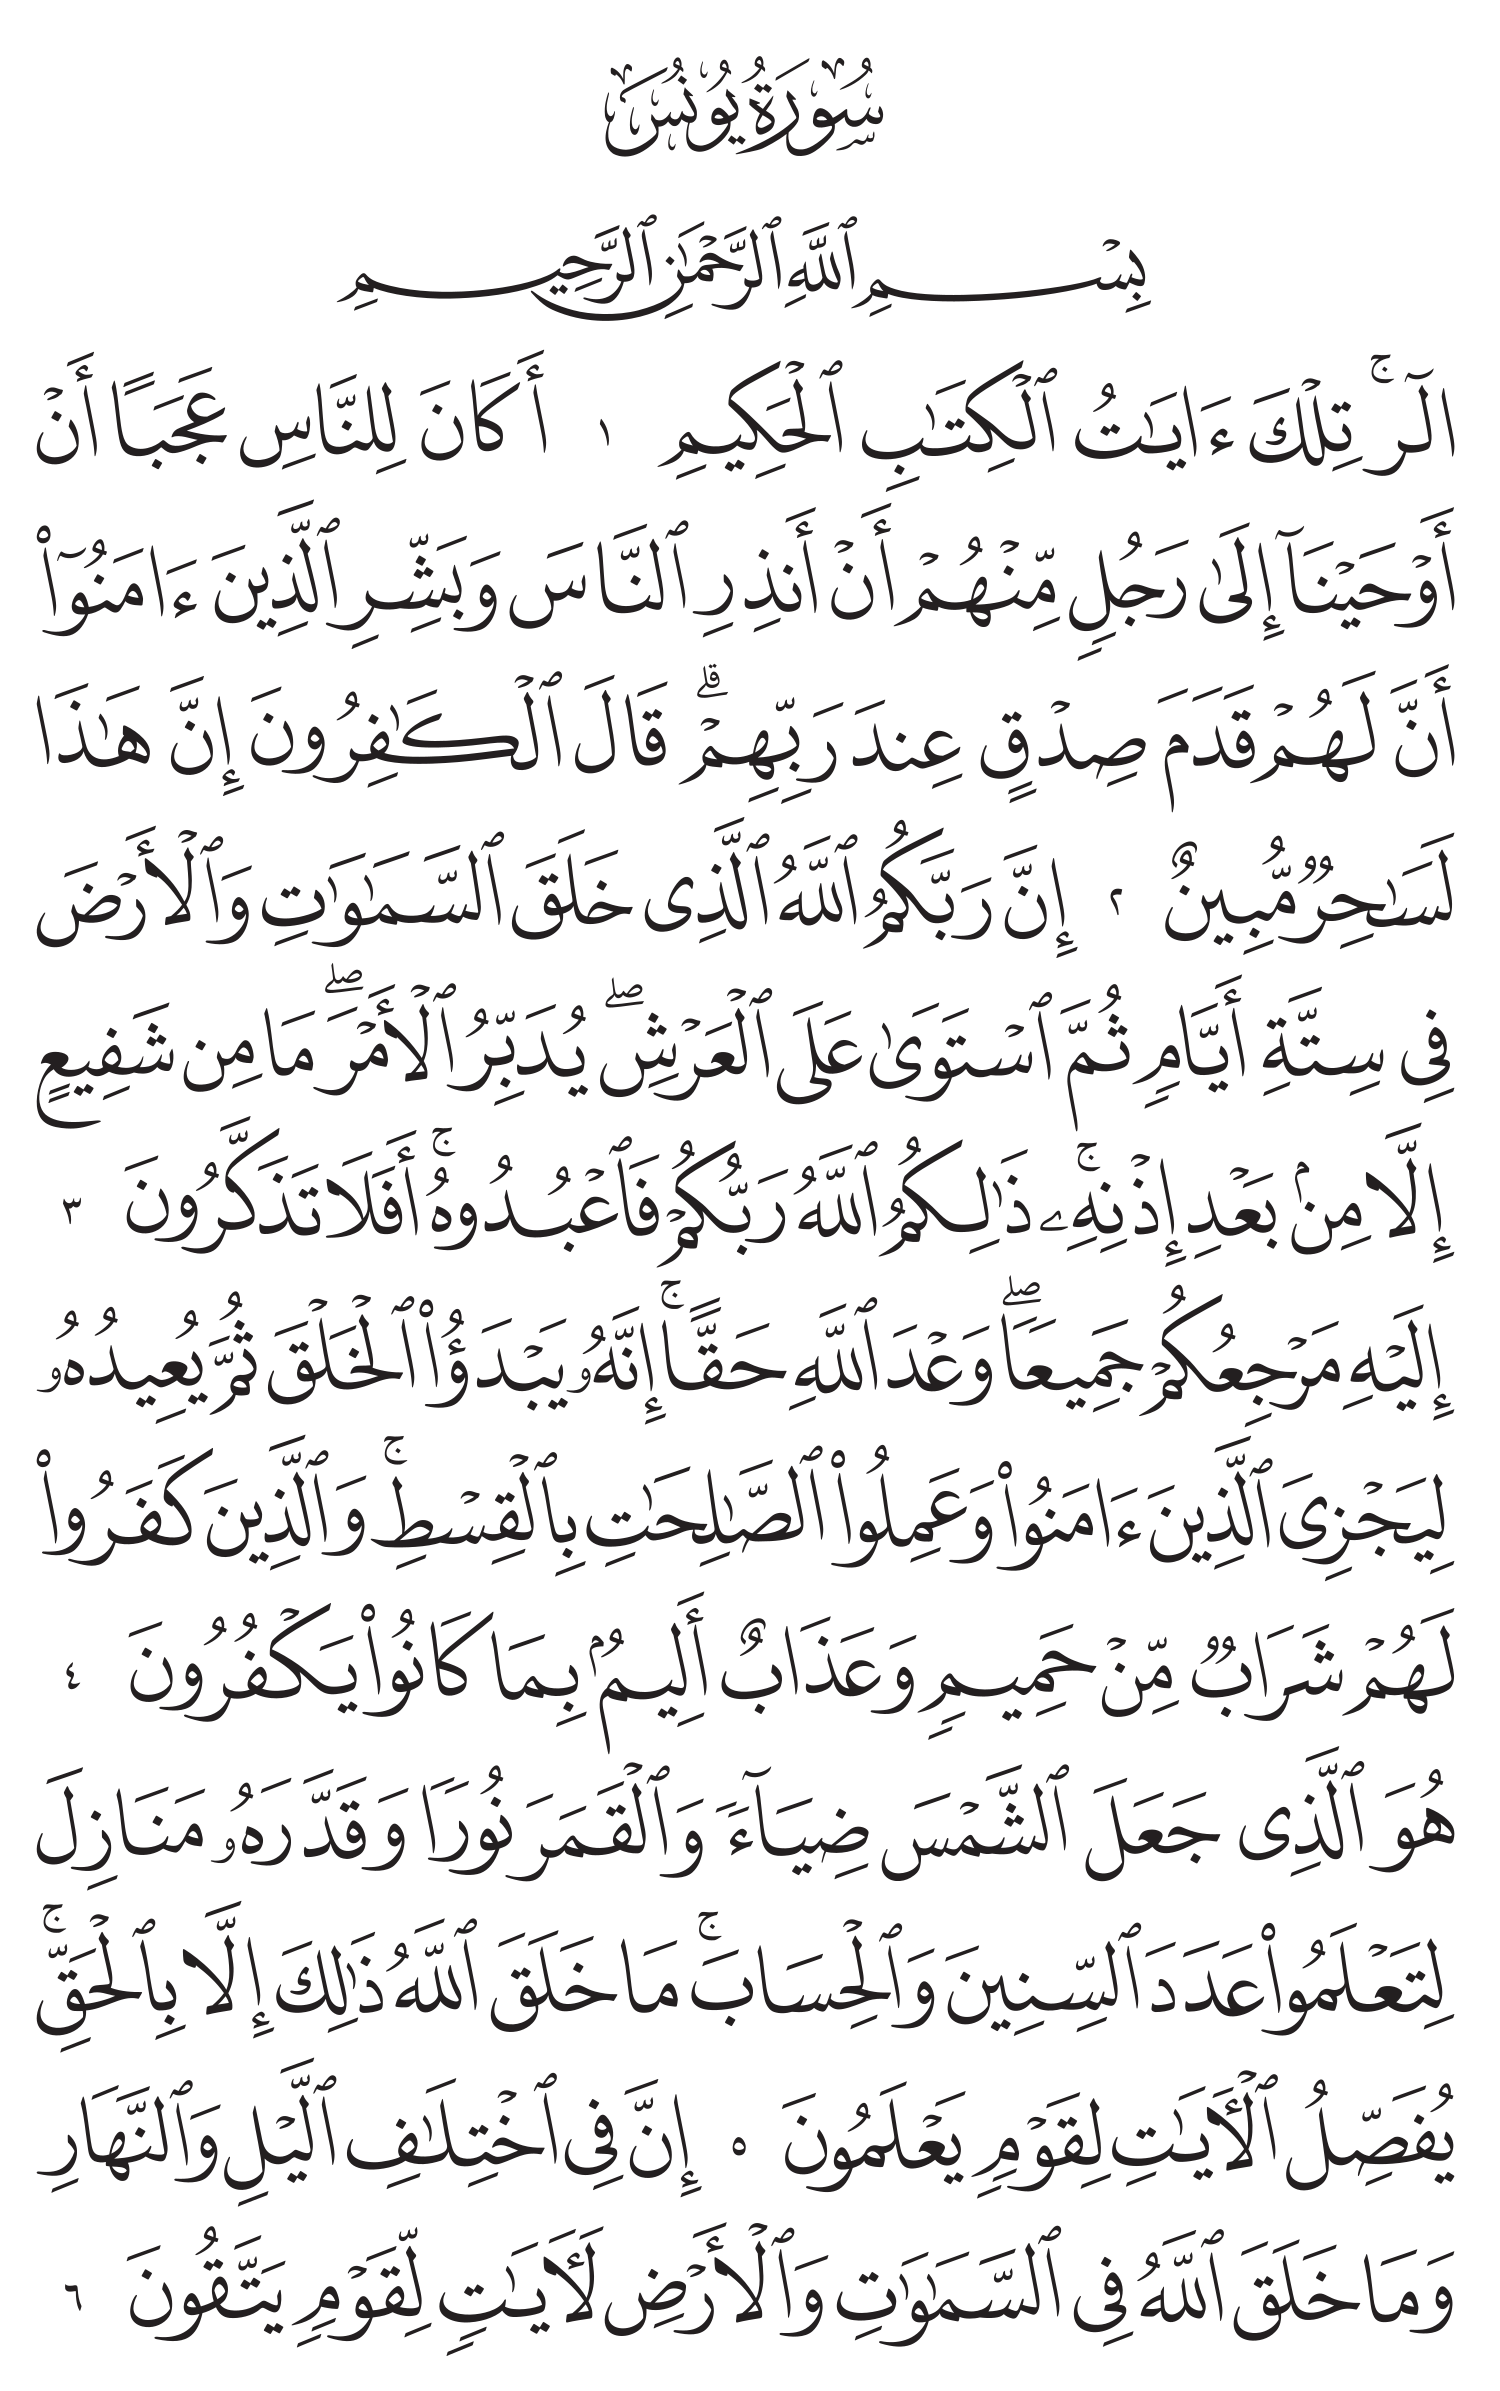 سُورَةُ يُونُسَ
بِسْمِ ٱللَّهِ ٱلرَّحْمَٰنِ ٱلرَّحِيمِ
الٓرۚ تِلْكَ ءَايَٰتُ ٱلْكِتَٰبِ ٱلْحَكِيمِ ١ أَكَانَ لِلنَّاسِ عَجَبًا أَنْ
أَوْحَيْنَآ إِلَىٰ رَجُلٍ مِّنْهُمْ أَنْ أَنذِرِ ٱلنَّاسَ وَبَشِّرِ ٱلَّذِينَ ءَامَنُوٓا۟
أَنَّ لَهُمْ قَدَمَ صِدْقٍ عِندَ رَبِّهِمْۗ قَالَ ٱلْكَٰفِرُونَ إِنَّ هَٰذَا
لَسَٰحِرٌ مُّبِينٌ ٢ إِنَّ رَبَّكُمُ ٱللَّهُ ٱلَّذِى خَلَقَ ٱلسَّمَٰوَٰتِ وَٱلْأَرْضَ
فِى سِتَّةِ أَيَّامٍ ثُمَّ ٱسْتَوَىٰ عَلَى ٱلْعَرْشِۖ يُدَبِّرُ ٱلْأَمْرَۖ مَا مِن شَفِيعٍ
إِلَّا مِنۢ بَعْدِ إِذْنِهِۦۚ ذَٰلِكُمُ ٱللَّهُ رَبُّكُمْ فَٱعْبُدُوهُۚ أَفَلَا تَذَكَّرُونَ ٣
إِلَيْهِ مَرْجِعُكُمْ جَمِيعًاۖ وَعْدَ ٱللَّهِ حَقًّاۚ إِنَّهُۥ يَبْدَؤُا۟ ٱلْخَلْقَ ثُمَّ يُعِيدُهُۥ
لِيَجْزِىَ ٱلَّذِينَ ءَامَنُوا۟ وَعَمِلُوا۟ ٱلصَّٰلِحَٰتِ بِٱلْقِسْطِۚ وَٱلَّذِينَ كَفَرُوا۟
لَهُمْ شَرَابٌ مِّنْ حَمِيمٍ وَعَذَابٌ أَلِيمٌۢ بِمَا كَانُوا۟ يَكْفُرُونَ ٤
هُوَ ٱلَّذِى جَعَلَ ٱلشَّمْسَ ضِيَآءً وَٱلْقَمَرَ نُورًا وَقَدَّرَهُۥ مَنَازِلَ
لِتَعْلَمُوا۟ عَدَدَ ٱلسِّنِينَ وَٱلْحِسَابَۚ مَا خَلَقَ ٱللَّهُ ذَٰلِكَ إِلَّا بِٱلْحَقِّۚ
يُفَصِّلُ ٱلْـَٔايَٰتِ لِقَوْمٍ يَعْلَمُونَ ٥ إِنَّ فِى ٱخْتِلَٰفِ ٱلَّيْلِ وَٱلنَّهَارِ
وَمَا خَلَقَ ٱللَّهُ فِى ٱلسَّمَٰوَٰتِ وَٱلْأَرْضِ لَـَٔايَٰتٍ لِّقَوْمٍ يَتَّقُونَ ٦